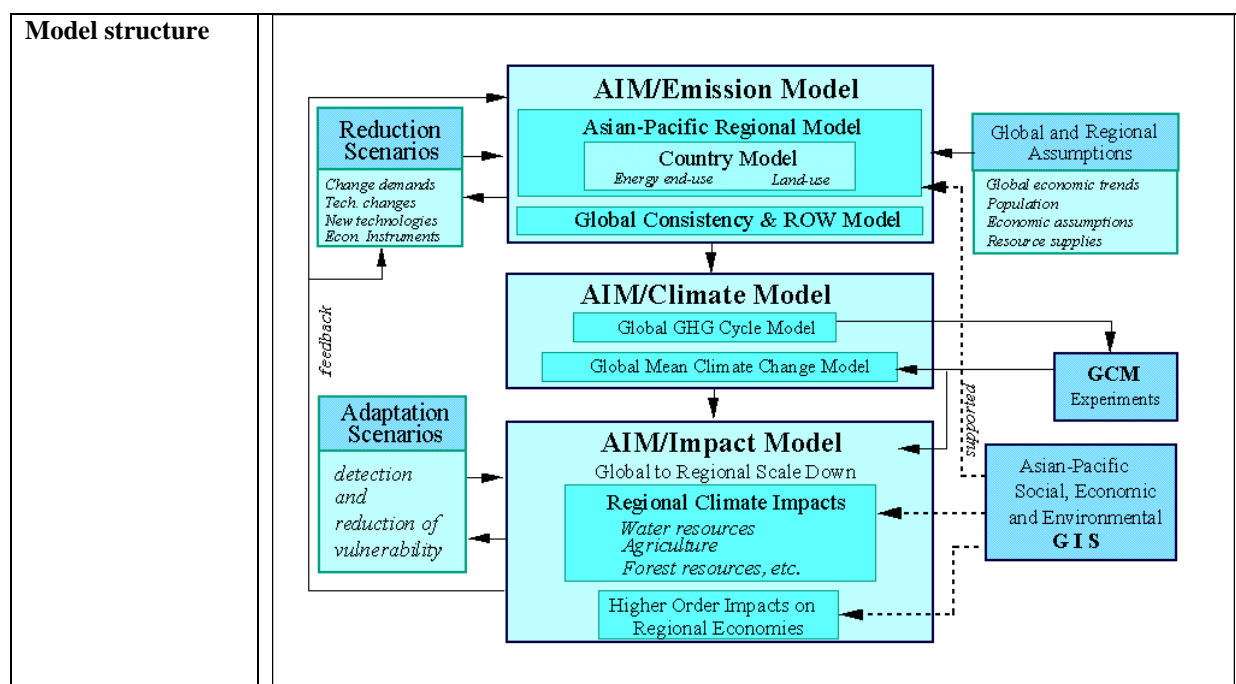 Model structure
AIM/Emission Model
Asian-Pacific Regional Model
Country Model
Energy end-use Land-use
Global Consistency & ROW Model
Reduction
Scenarios
Change demands
Tech. changes
New technologies
Econ. Instruments
Global and Regional
Assumptions
Global economic trends
Population
Economic assumptions
Resource supplies
feedback
AIM/Climate Model
Global GHG Cycle Model
Global Mean Climate Change Model
GCM
Experiments
supported
Adaptation
Scenarios
detection
and
reduction of
vulnerability
AIM/Impact Model
Global to Regional Scale Down
Regional Climate Impacts
Water resources
Agriculture
Forest resources, etc.
Higher Order Impacts on
Regional Economies
Asian-Pacific
Social, Economic
and Environmental
G I S